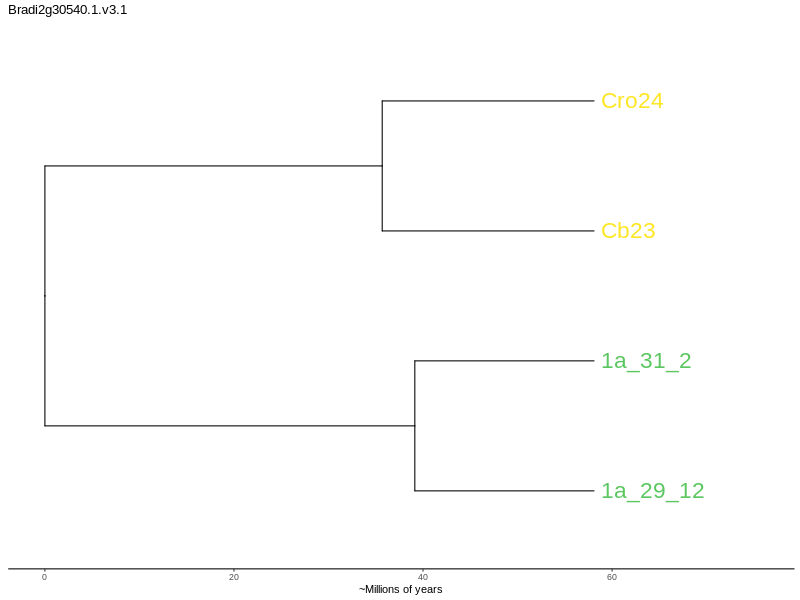 Bradi2g30540.1.v3.1
Cro24
Cb23
1a_31_2
1a_29_12
0 20 40 60
~Millions of years